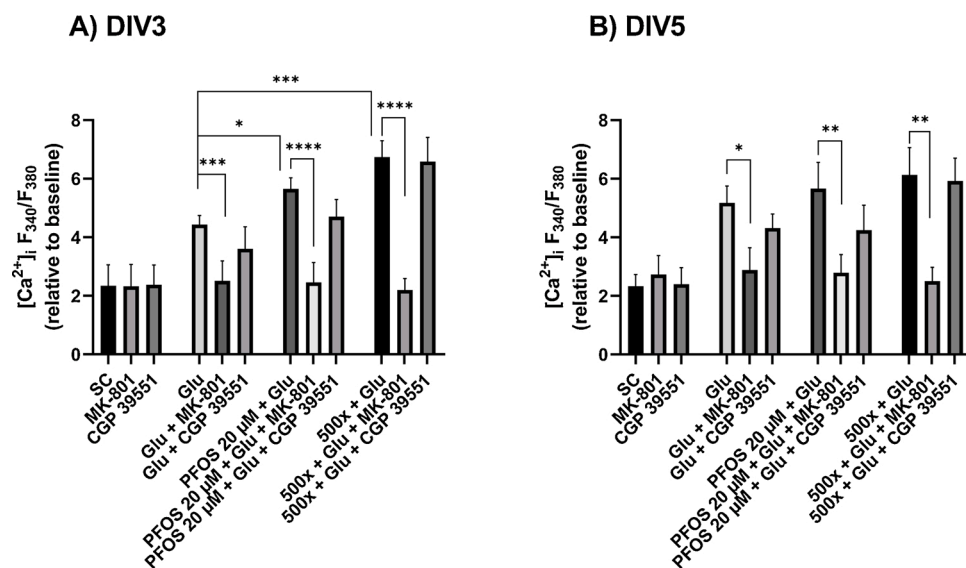 A) DIV3
B) DIV5
[Ca²⁺]ᵢ F₃₄₀/F₃₈₀
(relative to baseline)
8
6
4
2
0
***
*
***
****
****
SC
MK-801
CGP 39551
Glu
Glu + MK-801
Glu + CGP 39551
PFOS 20 µM + Glu
PFOS 20 µM + Glu + MK-801
PFOS 20 µM + Glu + CGP 39551
500x + Glu
500x + Glu + MK-801
500x + Glu + CGP 39551
[Ca²⁺]ᵢ F₃₄₀/F₃₈₀
(relative to baseline)
8
6
4
2
0
*
**
**
SC
MK-801
CGP 39551
Glu
Glu + MK-801
Glu + CGP 39551
PFOS 20 µM + Glu
PFOS 20 µM + Glu + MK-801
PFOS 20 µM + Glu + CGP 39551
500x + Glu
500x + Glu + MK-801
500x + Glu + CGP 39551